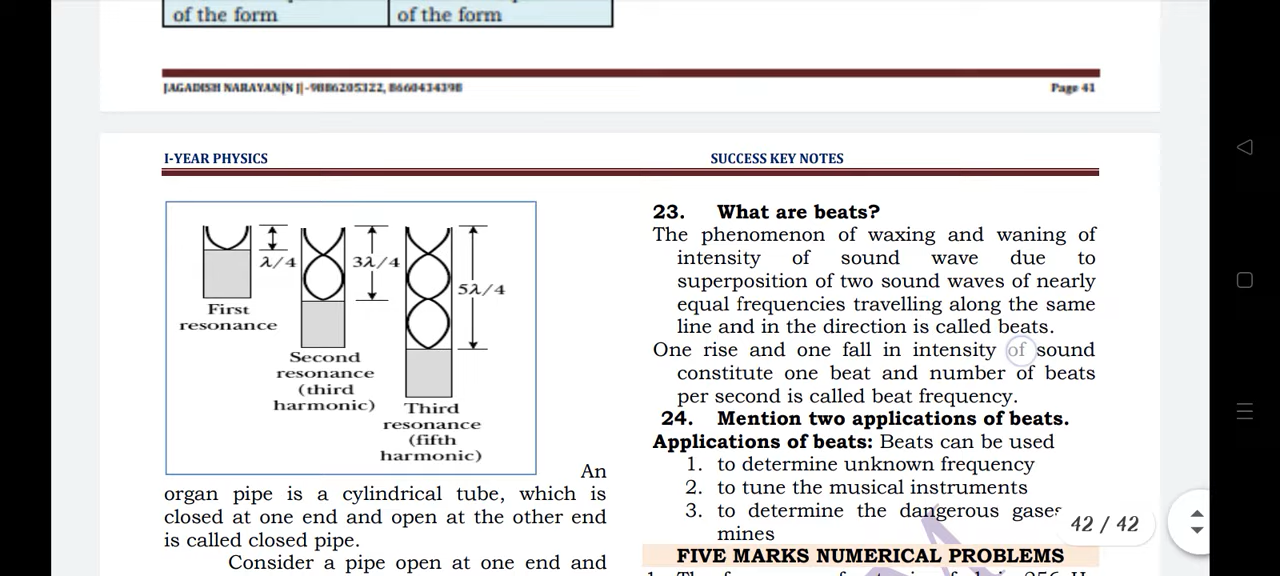 of the form
of the form
JAGADISH NARAYAN|N J|-9886205322, 8660434398
Page 41
I-YEAR PHYSICS
SUCCESS KEY NOTES
λ/4
3λ/4
5λ/4
First
resonance
Second
resonance
(third
harmonic)
Third
resonance
(fifth
harmonic)
An
organ pipe is a cylindrical tube, which is
closed at one end and open at the other end
is called closed pipe.
Consider a pipe open at one end and
23. What are beats?
The phenomenon of waxing and waning of
intensity of sound wave due to
superposition of two sound waves of nearly
equal frequencies travelling along the same
line and in the direction is called beats.
One rise and one fall in intensity of sound
constitute one beat and number of beats
per second is called beat frequency.
24. Mention two applications of beats.
Applications of beats: Beats can be used
1. to determine unknown frequency
2. to tune the musical instruments
3. to determine the dangerous gases
mines
FIVE MARKS NUMERICAL PROBLEMS
42 / 42